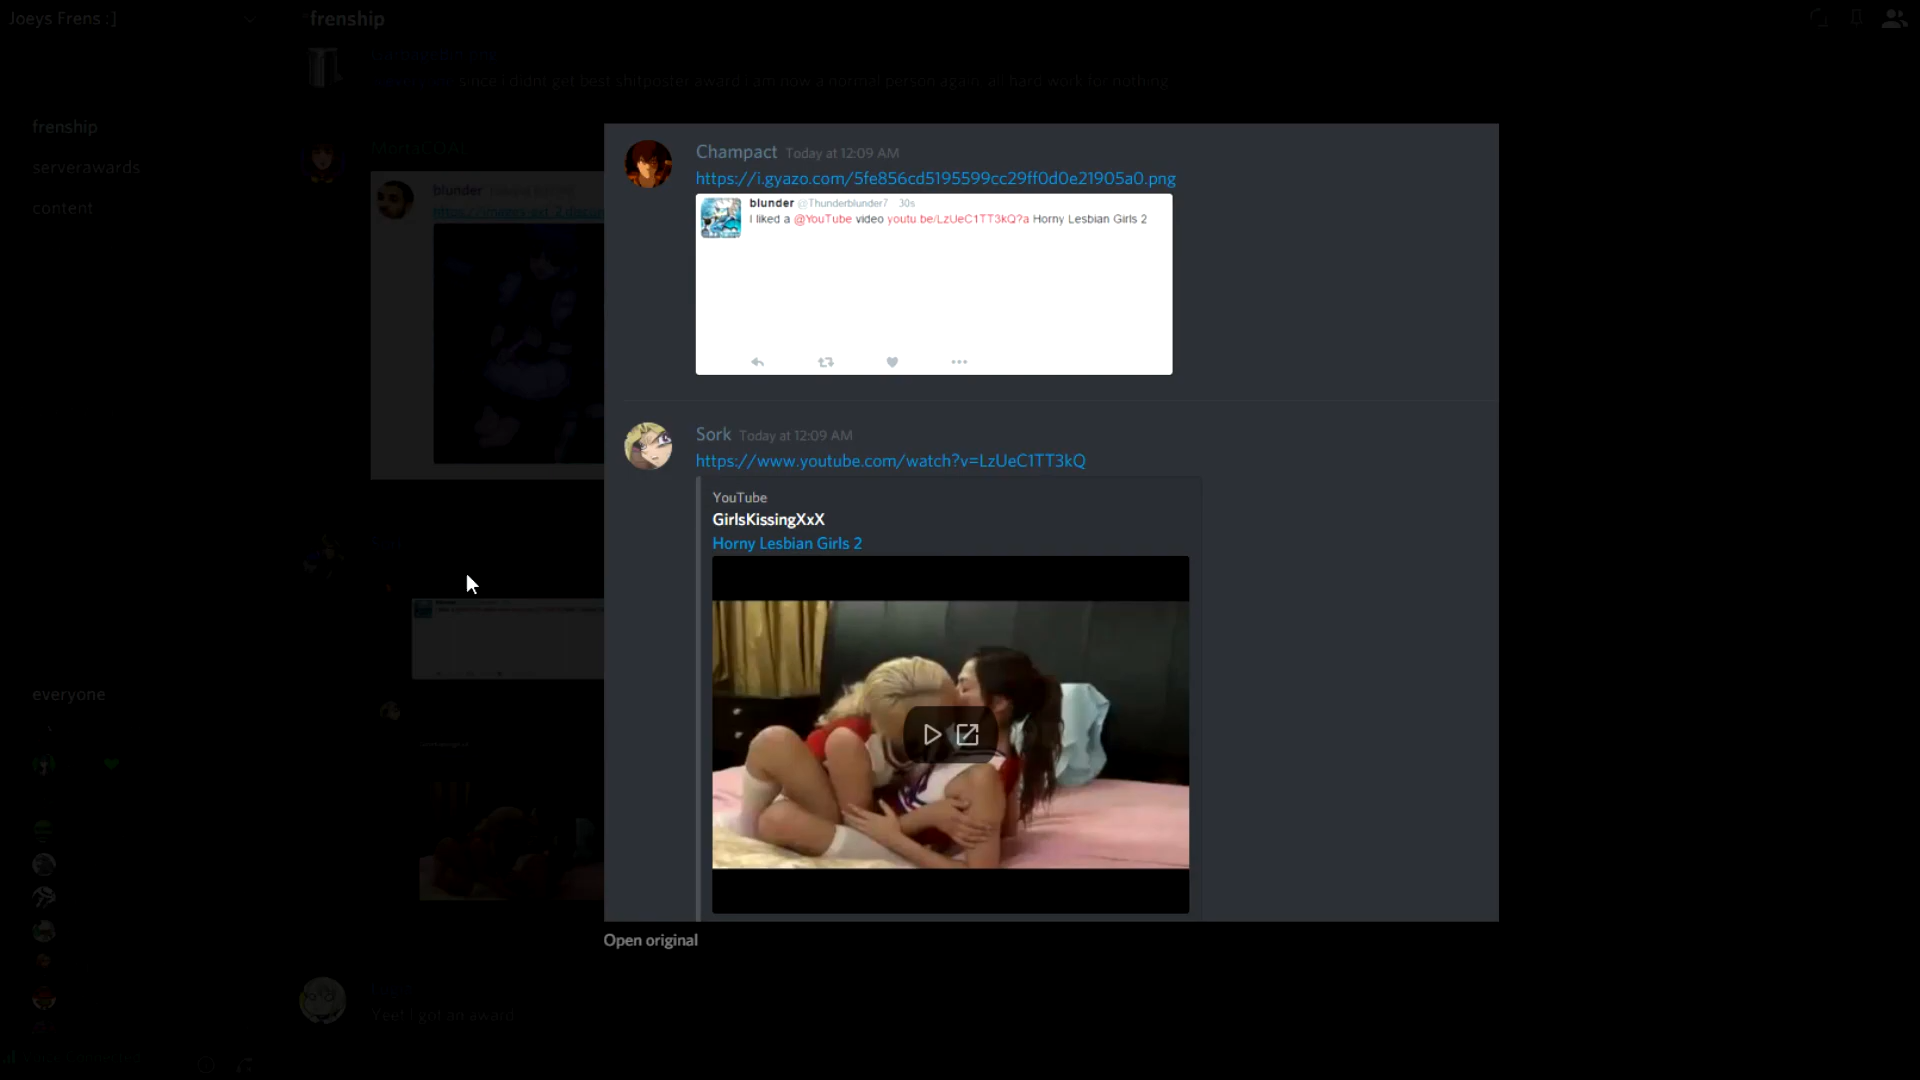 Joeys Frens :]
frenship
since i didnt get best shitposter award i am now a normal person again, all hard work for nothing
frenship
serverawards
content
everyone
MomaCOA
blunder
Champact Today at 12:09 AM
https://i.gyazo.com/5fe856cd5195599cc29ff0d0e21905a0.png
blunder @Thunderblunder7 30s
I liked a @YouTube video youtu be/LzUeC1TT3kQ?a Horny Lesbian Girls 2
Sork Today at 12:09 AM
https://www.youtube.com/watch?v=LzUeC1TT3kQ
YouTube
GirlsKissingXxX
Horny Lesbian Girls 2
Open original
Yee! I got an award